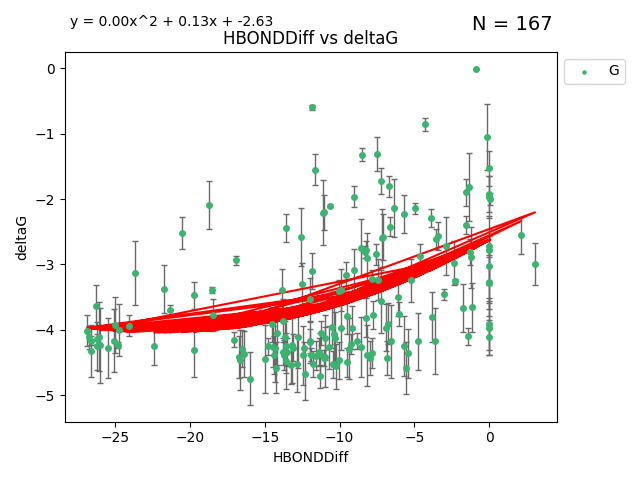 y = 0.00x^2 + 0.13x + -2.63
N = 167
HBONDDiff vs deltaG
G
deltaG
0
−1
−2
−3
−4
−5
−25 −20 −15 −10 −5 0
HBONDDiff